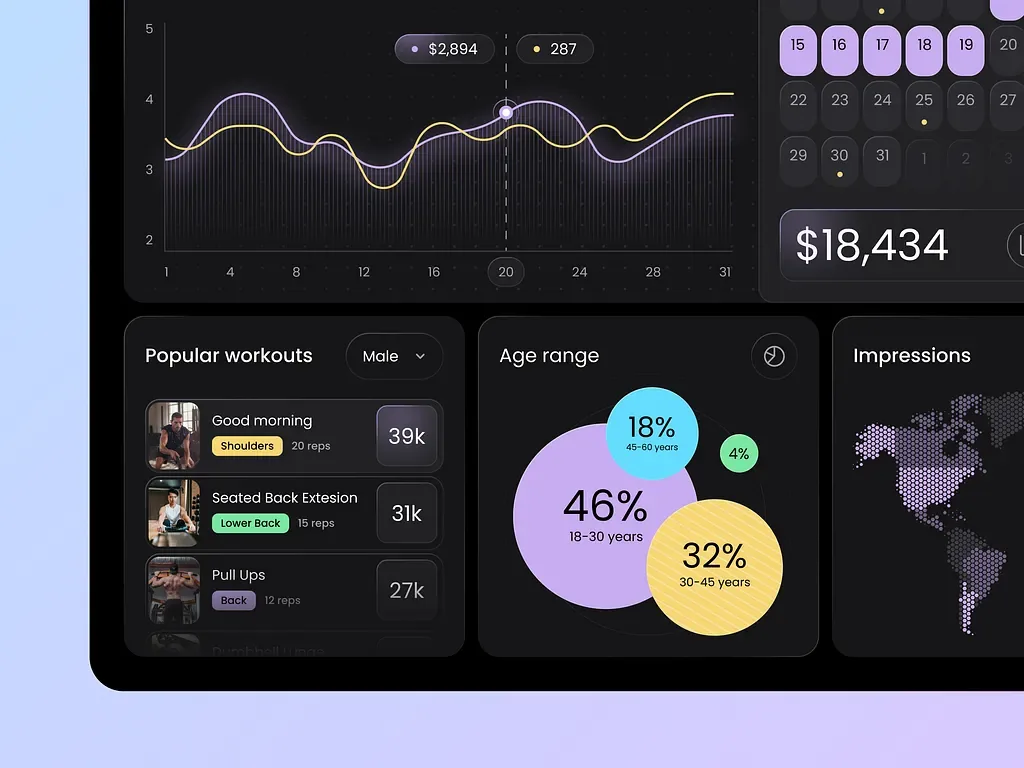 5
4
3
2
$2,894
287
1 4 8 12 16 20 24 28 31
15 16 17 18 19 20
22 23 24 25 26 27
29 30 31 1 2 3
$18,434
Popular workouts
Male
Good morning
Shoulders 20 reps
39k
Seated Back Extesion
Lower Back 15 reps
31k
Pull Ups
Back 12 reps
27k
Dumbbell Lunge
Age range
18%
45-60 years
4%
46%
18-30 years
32%
30-45 years
Impressions